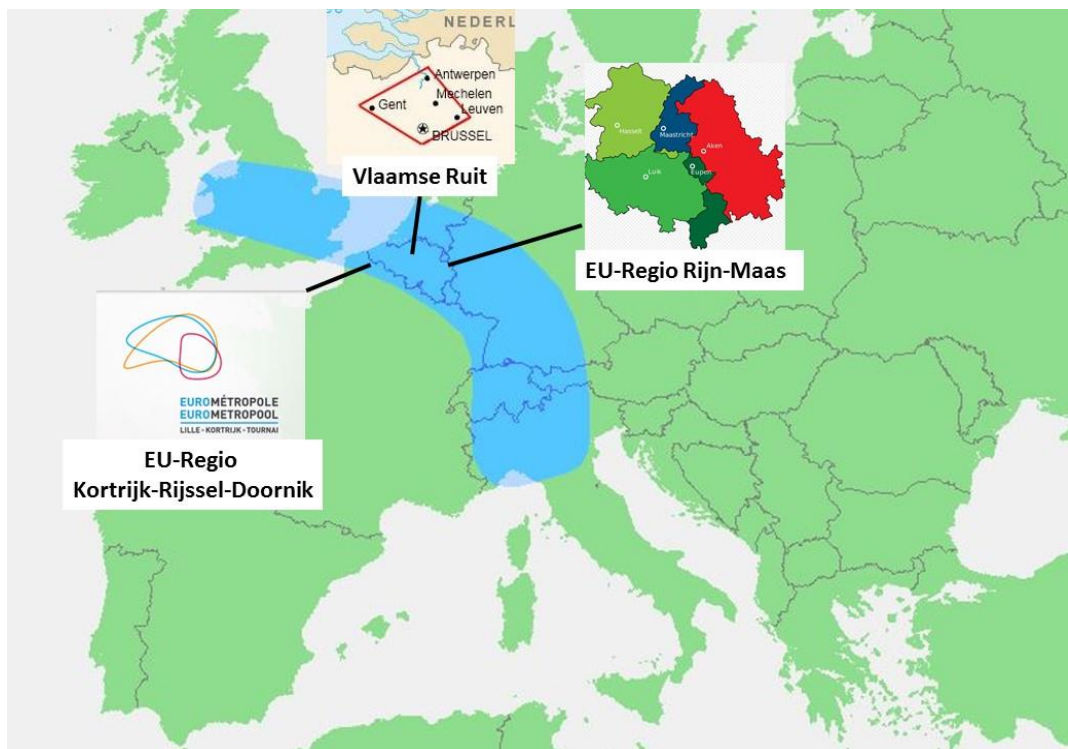 NEDERL
Antwerpen
Mechelen
Gent
Leuven
BRUSSEL
Vlaamse Ruit
Hasselt
Maastricht
Aken
Luik
Eupen
EU-Regio Rijn-Maas
EUROMÉTROPOLE
EUROMETROPOOL
LILLE-KORTRIJK-TOURNAI
EU-Regio
Kortrijk-Rijssel-Doornik